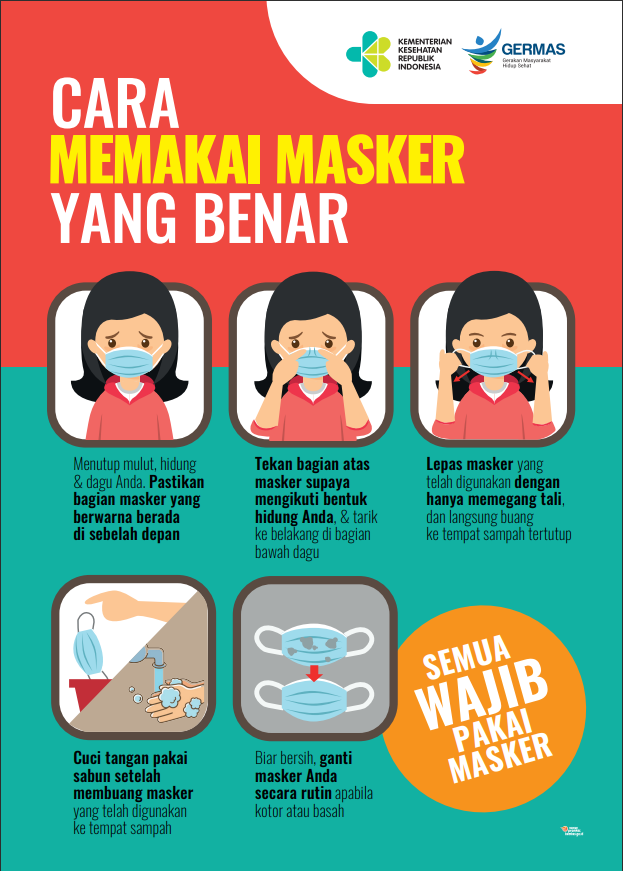 KEMENTERIAN
KESEHATAN
REPUBLIK
INDONESIA
GERMAS
Gerakan Masyarakat
Hidup Sehat
CARA
MEMAKAI MASKER
YANG BENAR
Menutup mulut, hidung
& dagu Anda. Pastikan
bagian masker yang
berwarna berada
di sebelah depan
Tekan bagian atas
masker supaya
mengikuti bentuk
hidung Anda, & tarik
ke belakang di bagian
bawah dagu
Lepas masker yang
telah digunakan dengan
hanya memegang tali,
dan langsung buang
ke tempat sampah tertutup
Cuci tangan pakai
sabun setelah
membuang masker
yang telah digunakan
ke tempat sampah
Biar bersih, ganti
masker Anda
secara rutin apabila
kotor atau basah
SEMUA
WAJIB
PAKAI
MASKER